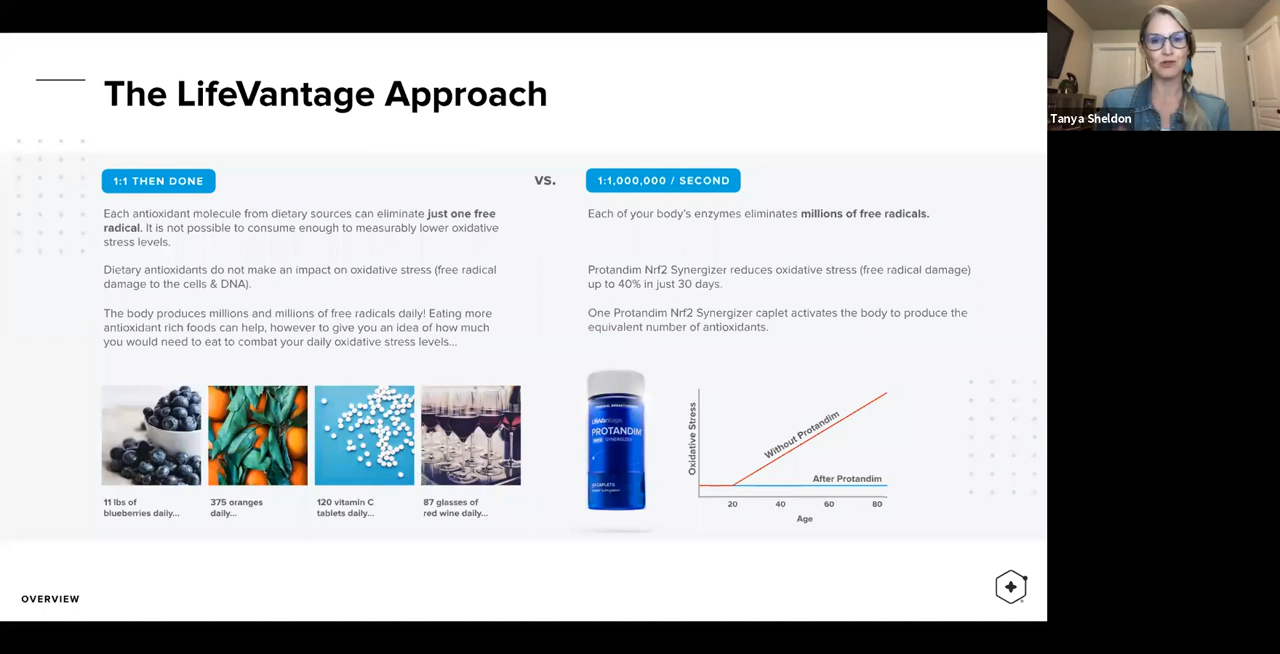 The LifeVantage Approach
1:1 THEN DONE
Each antioxidant molecule from dietary sources can eliminate just one free
radical. It is not possible to consume enough to measurably lower oxidative
stress levels.
Dietary antioxidants do not make an impact on oxidative stress (free radical
damage to the cells & DNA).
The body produces millions and millions of free radicals daily! Eating more
antioxidant rich foods can help, however to give you an idea of how much
you would need to eat to combat your daily oxidative stress levels...
11 lbs of
blueberries daily...
375 oranges
daily...
120 vitamin C
tablets daily...
87 glasses of
red wine daily...
VS.
1:1,000,000 / SECOND
Each of your body's enzymes eliminates millions of free radicals.
Protandim Nrf2 Synergizer reduces oxidative stress (free radical damage)
up to 40% in just 30 days.
One Protandim Nrf2 Synergizer caplet activates the body to produce the
equivalent number of antioxidants.
LifeVantage
PROTANDIM
SYNERGIZER
CAPLETS
Oxidative Stress
Without Protandim
After Protandim
20 40 60 80
Age
OVERVIEW
Tanya Sheldon